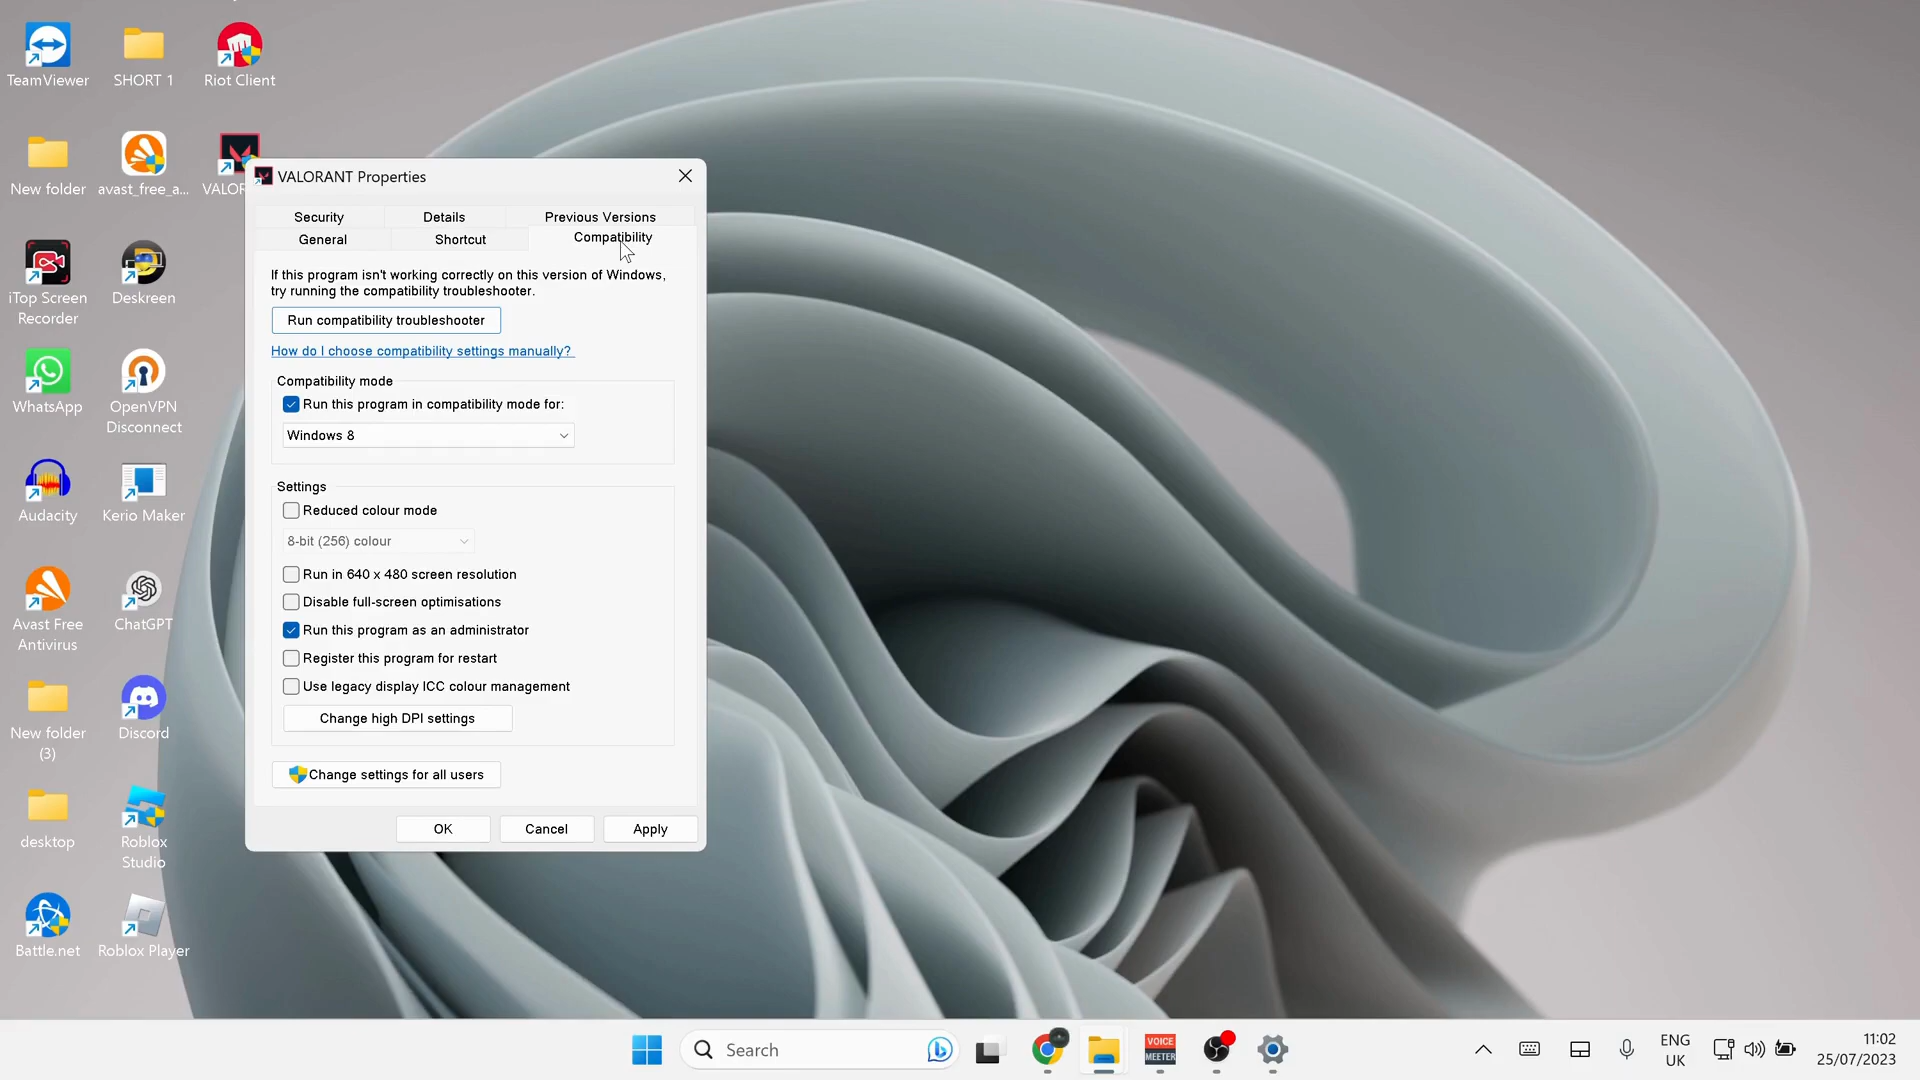 TeamViewer
SHORT 1
Riot Client
New folder
avast_free_a...
VALOR
iTop Screen
Recorder
Deskreen
WhatsApp
OpenVPN
Disconnect
Audacity
Kerio Maker
Avast Free
Antivirus
ChatGPT
New folder
(3)
Discord
desktop
Roblox
Studio
Battle.net
Roblox Player
VALORANT Properties
Security
Details
Previous Versions
General
Shortcut
Compatibility
If this program isn't working correctly on this version of Windows,
try running the compatibility troubleshooter.
Run compatibility troubleshooter
How do I choose compatibility settings manually?
Compatibility mode
Run this program in compatibility mode for:
Windows 8
Settings
Reduced colour mode
8-bit (256) colour
Run in 640 x 480 screen resolution
Disable full-screen optimisations
Run this program as an administrator
Register this program for restart
Use legacy display ICC colour management
Change high DPI settings
Change settings for all users
OK
Cancel
Apply
Search
VOICE
MEETER
ENG
UK
11:02
25/07/2023